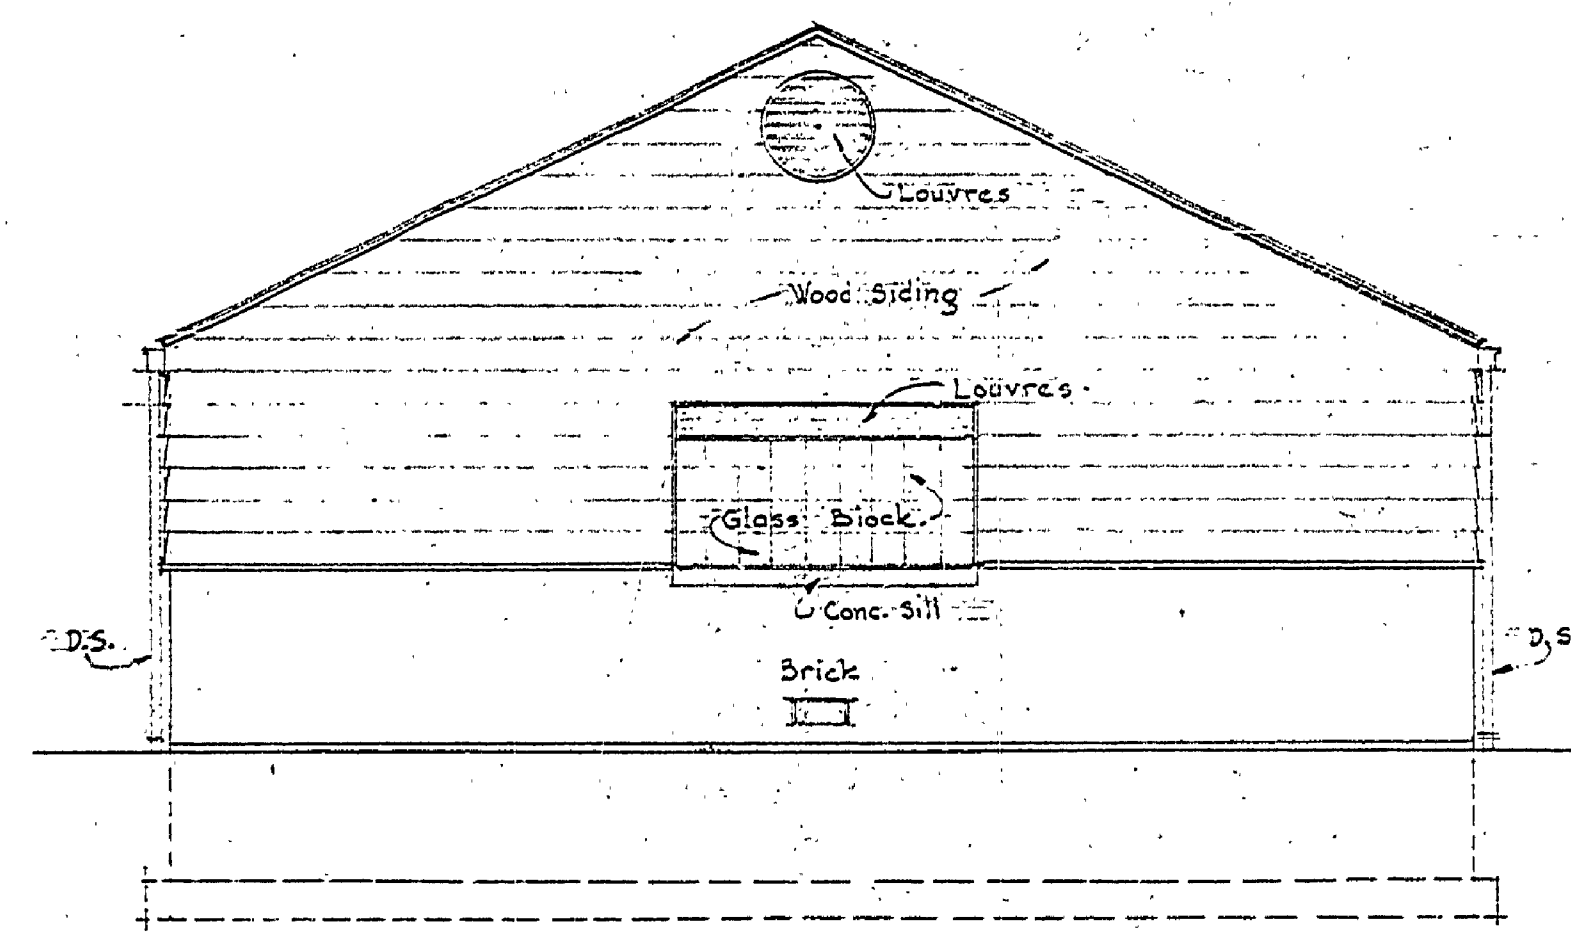 Louvres
Wood Siding
Louvres
Glass Block.
Conc. Sill
D.S.
D.S
Brick